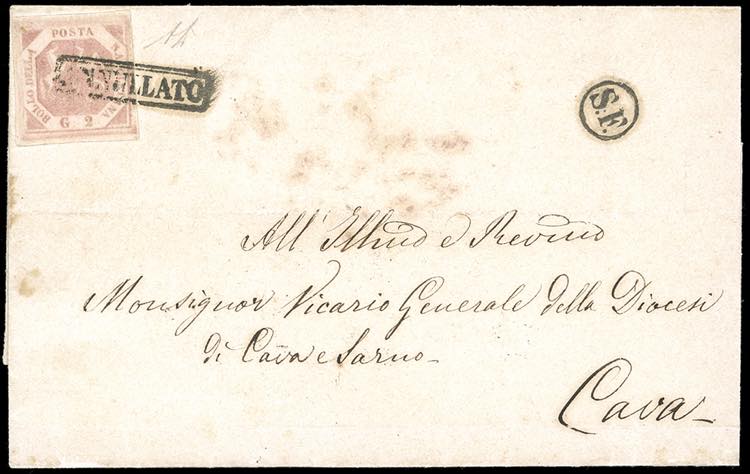 POSTA
BOLLO DELLA
G. 2
ANNULLATO
S.F.
All' Illmo e Revmo
Monsignor Vicario Generale della Diocesi
di Cava e Sarno
Cava